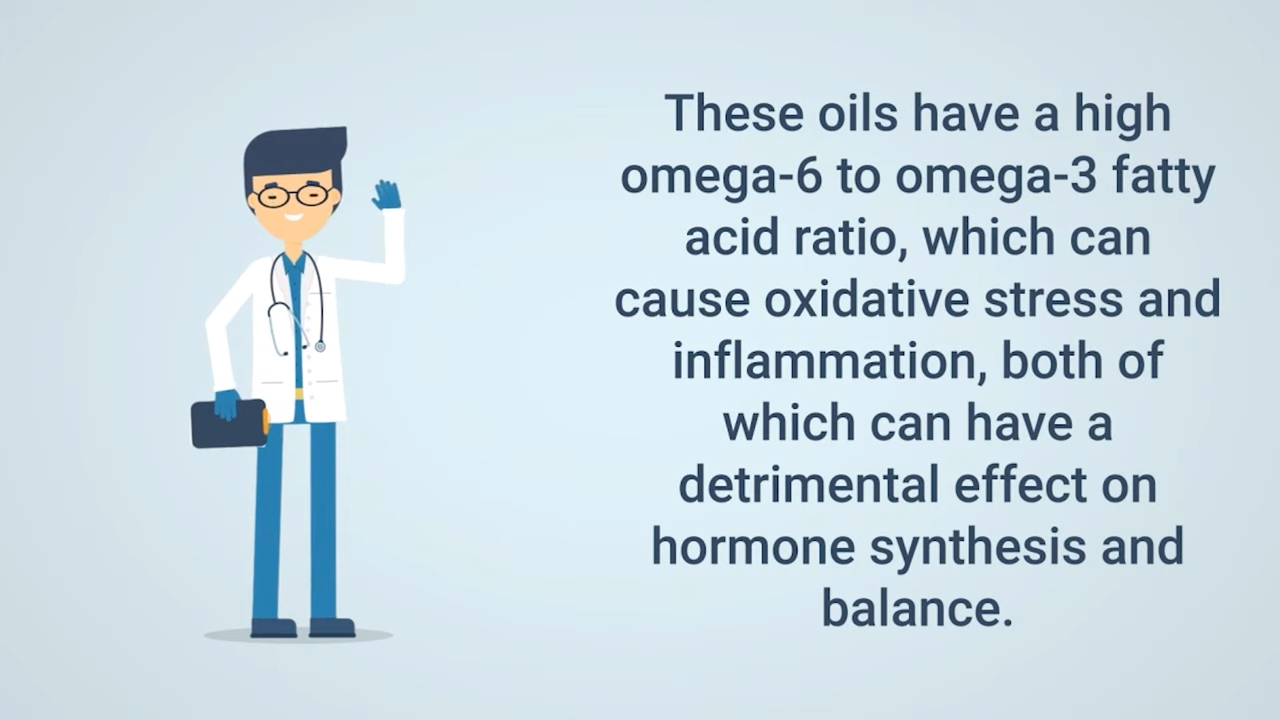 These oils have a high
omega-6 to omega-3 fatty
acid ratio, which can
cause oxidative stress and
inflammation, both of
which can have a
detrimental effect on
hormone synthesis and
balance.